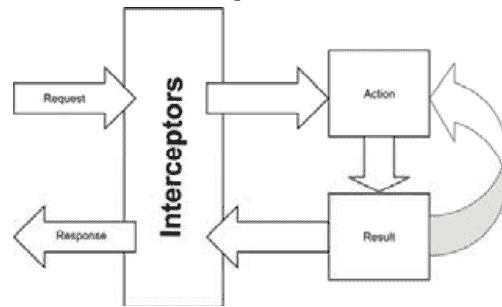 Request
Interceptors
Action
Response
Result